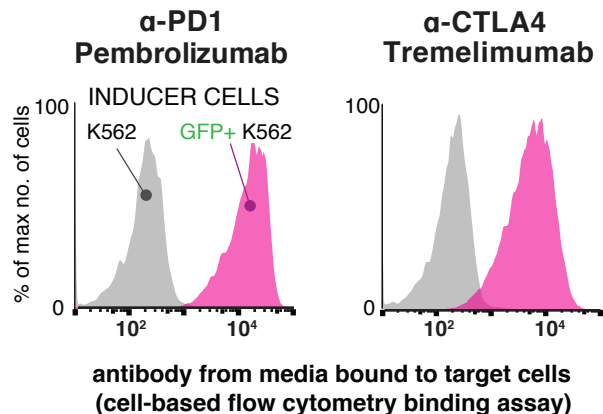 α-PD1
Pembrolizumab
α-CTLA4
Tremelimumab
% of max no. of cells
100
0
INDUCER CELLS
K562
GFP+ K562
10²
10⁴
100
0
10²
10⁴
antibody from media bound to target cells
(cell-based flow cytometry binding assay)